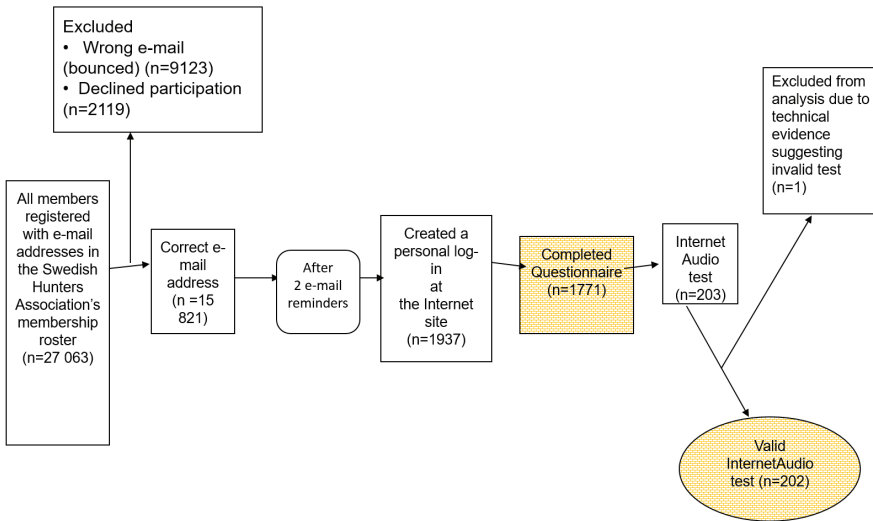 Excluded
• Wrong e-mail
(bounced) (n=9123)
• Declined participation
(n=2119)
All members
registered
with e-mail
addresses in
the Swedish
Hunters
Association's
membership
roster
(n=27 063)
Correct e-
mail
address
(n =15
821)
After
2 e-mail
reminders
Created a
personal log-
in
at
the Internet
site
(n=1937)
Completed
Questionnaire
(n=1771)
Internet
Audio
test
(n=203)
Excluded from
analysis due to
technical
evidence
suggesting
invalid test
(n=1)
Valid
InternetAudio
test (n=202)